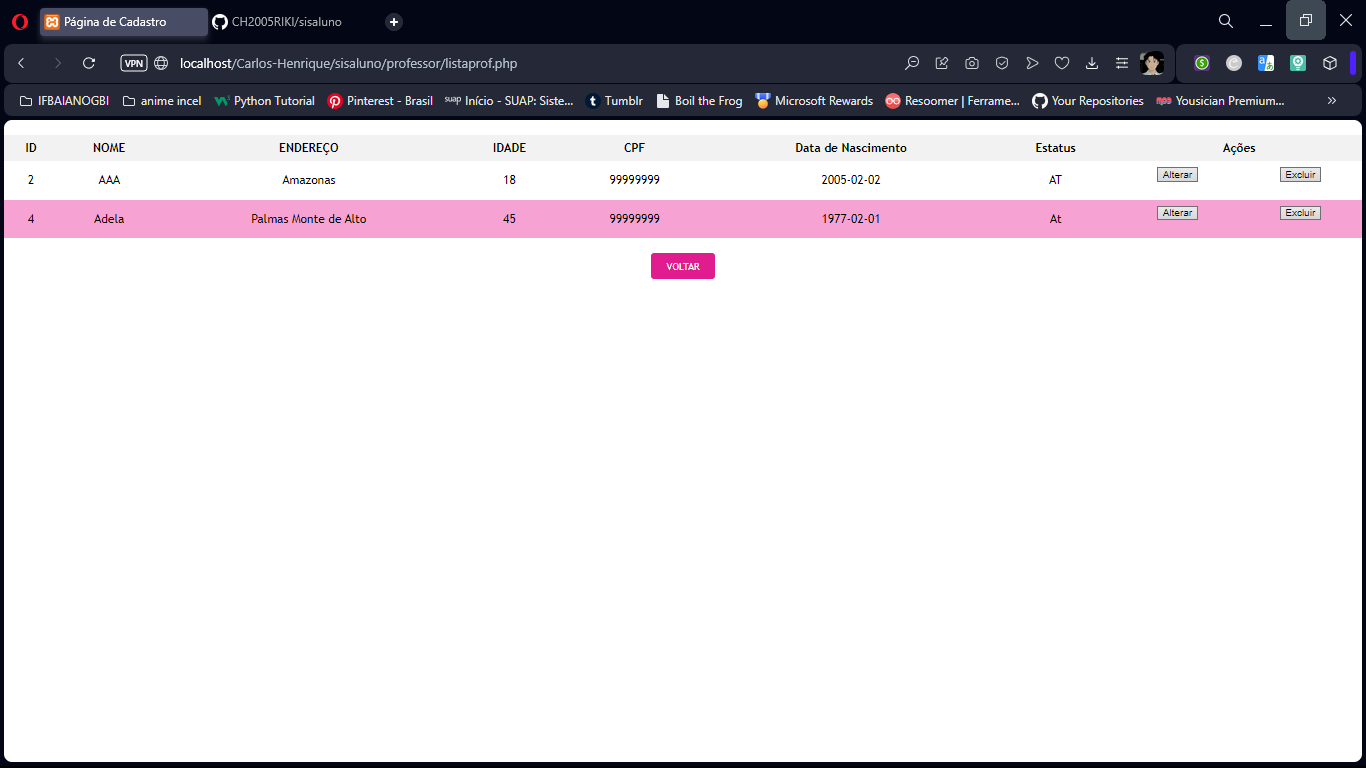 Página de Cadastro CH2005RIKI/sisaluno
VPN localhost/Carlos-Henrique/sisaluno/professor/listaprof.php
IFBAIANOGBI anime incel Python Tutorial Pinterest - Brasil suap Início - SUAP: Siste... Tumblr Boil the Frog Microsoft Rewards Resoomer | Ferrame... Your Repositories Yousician Premium...
ID NOME ENDEREÇO IDADE CPF Data de Nascimento Estatus Ações
2 AAA Amazonas 18 99999999 2005-02-02 AT Alterar Excluir
4 Adela Palmas Monte de Alto 45 99999999 1977-02-01 At Alterar Excluir
VOLTAR